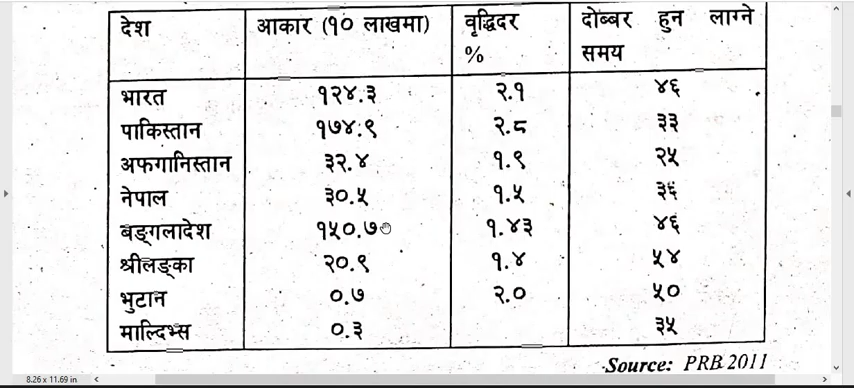 देश आकार (१० लाखमा) वृद्धिदर % दोब्बर हुन लाग्ने समय
भारत १२४.३ २.१ ४६
पाकिस्तान १७४.९ २.८ ३३
अफगानिस्तान ३२.४ १.९ २५
नेपाल ३०.५ १.५ ३६
बङ्गलादेश १५०.७ १.४३ ४६
श्रीलङ्का २०.९ १.४ ५४
भुटान ०.७ २.० ५०
माल्दिभ्स ०.३ ३५
Source: PRB 2011
8.26 x 11.69 in